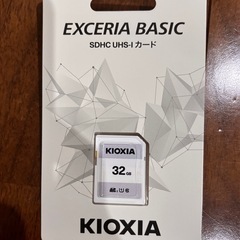 EXCERIA BASIC
SDHC UHS-I カード
KIOXIA
32GB
KIOXIA